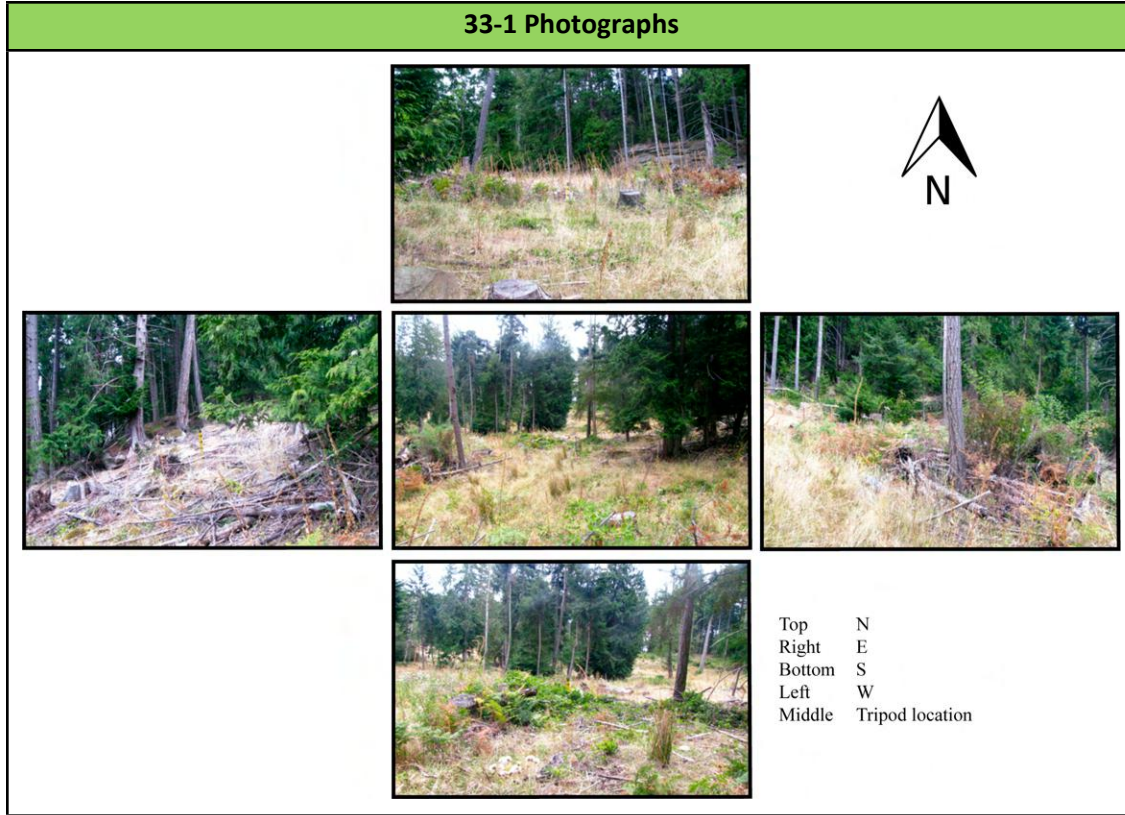 33-1 Photographs
N
Top N
Right E
Bottom S
Left W
Middle Tripod location